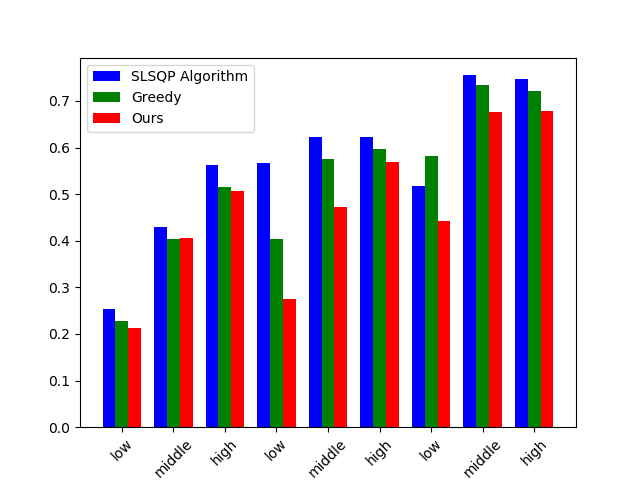 SLSQP Algorithm
Greedy
Ours
0.7
0.6
0.5
0.4
0.3
0.2
0.1
0.0
low
middle
high
low
middle
high
low
middle
high